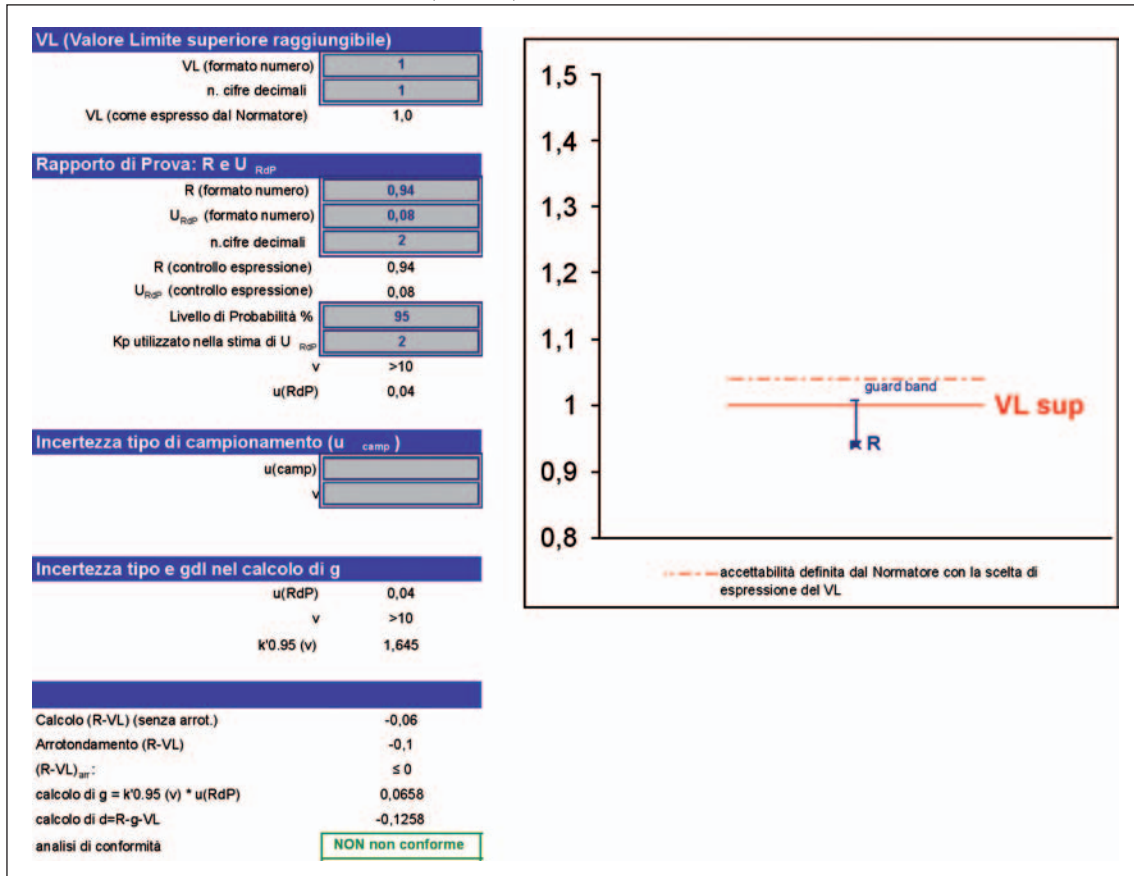 VL (Valore Limite superiore raggiungibile)
VL (formato numero) 1
n. cifre decimali 1
VL (come espresso dal Normatore) 1,0
Rapporto di Prova: R e U RdP
R (formato numero) 0,94
URdP (formato numero) 0,08
n.cifre decimali 2
R (controllo espressione) 0,94
URdP (controllo espressione) 0,08
Livello di Probabilità % 95
Kp utilizzato nella stima di U RdP 2
v >10
u(RdP) 0,04
Incertezza tipo di campionamento (u camp )
u(camp)
v
Incertezza tipo e gdl nel calcolo di g
u(RdP) 0,04
v >10
k'0.95 (v) 1,645
Calcolo (R-VL) (senza arrot.) -0,06
Arrotondamento (R-VL) -0,1
(R-VL)arr: ≤ 0
calcolo di g = k'0.95 (v) * u(RdP) 0,0658
calcolo di d=R-g-VL -0,1258
analisi di conformità NON non conforme
1,5
1,4
1,3
1,2
1,1
1
0,9
0,8
guard band
VL sup
R
accettabilità definita dal Normatore con la scelta di
espressione del VL